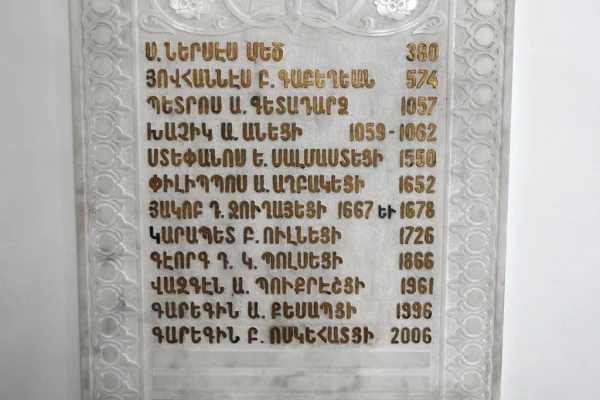 Ս. ՆԵՐՍԷՍ ՄԵԾ 380
ՅՈՎՀԱՆՆԷՍ Բ. ԳԱԲԵՂԵԱՆ 574
ՊԵՏՐՈՍ Ա. ԳԵՏԱԴԱՐՁ 1057
ԽԱՉԻԿ Ա. ԱՆԵՑԻ 1059-1062
ՍՏԵՓԱՆՈՍ Ե. ՍԱԼՄԱՍՏԵՑԻ 1550
ՓԻԼԻՊՊՈՍ Ա. ԱՂԲԱԿԵՑԻ 1652
ՅԱԿՈԲ Դ. ՋՈՒՂԱՅԵՑԻ 1667 ԵՒ 1678
ԿԱՐԱՊԵՏ Բ. ՈՒԼՆԵՑԻ 1726
ԳԷՈՐԳ Դ. Կ. ՊՈԼՍԵՑԻ 1866
ՎԱԶԳԷՆ Ա. ՊՈՒՔՐԷՇՑԻ 1961
ԳԱՐԵԳԻՆ Ա. ՔԵՍԱՊՑԻ 1996
ԳԱՐԵԳԻՆ Բ. ՈՍԿԵՀԱՏՑԻ 2006